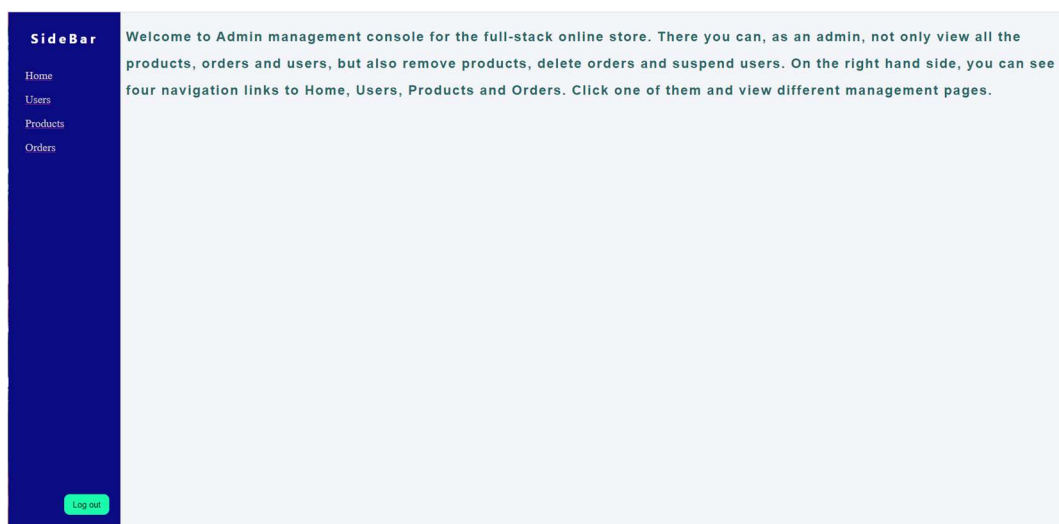 SideBar
Home
Users
Products
Orders
Log out
Welcome to Admin management console for the full-stack online store. There you can, as an admin, not only view all the
products, orders and users, but also remove products, delete orders and suspend users. On the right hand side, you can see
four navigation links to Home, Users, Products and Orders. Click one of them and view different management pages.